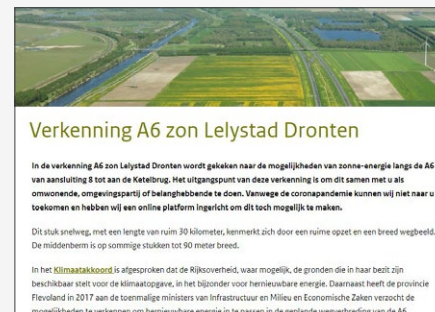 Verkenning A6 zon Lelystad Dronten
In de verkenning A6 zon Lelystad Dronten wordt gekeken naar de mogelijkheden van zonne-energie langs de A6
van aansluiting 8 tot aan de Ketelbrug. Het uitgangspunt van deze verkenning is om dit samen met u als
omwonende, omgevingspartij of belanghebbende te doen. Vanwege de coronapandemie kunnen wij niet naar u
toekomen en hebben wij een online platform ingericht om dit toch mogelijk te maken.
Dit stuk snelweg, met een lengte van ruim 30 kilometer, kenmerkt zich door een ruime opzet en een breed wegbeeld.
De middenberm is op sommige stukken tot 90 meter breed.
In het Klimaatakkoord is afgesproken dat de Rijksoverheid, waar mogelijk, de gronden die in haar bezit zijn
beschikbaar stelt voor de klimaatopgave, in het bijzonder voor hernieuwbare energie. Daarnaast heeft de provincie
Flevoland in 2017 aan de toenmalige ministers van Infrastructuur en Milieu en Economische Zaken verzocht de
mogelijkheden te verkennen om hernieuwbare energie in te passen in de geplande wegverbreding van de A6